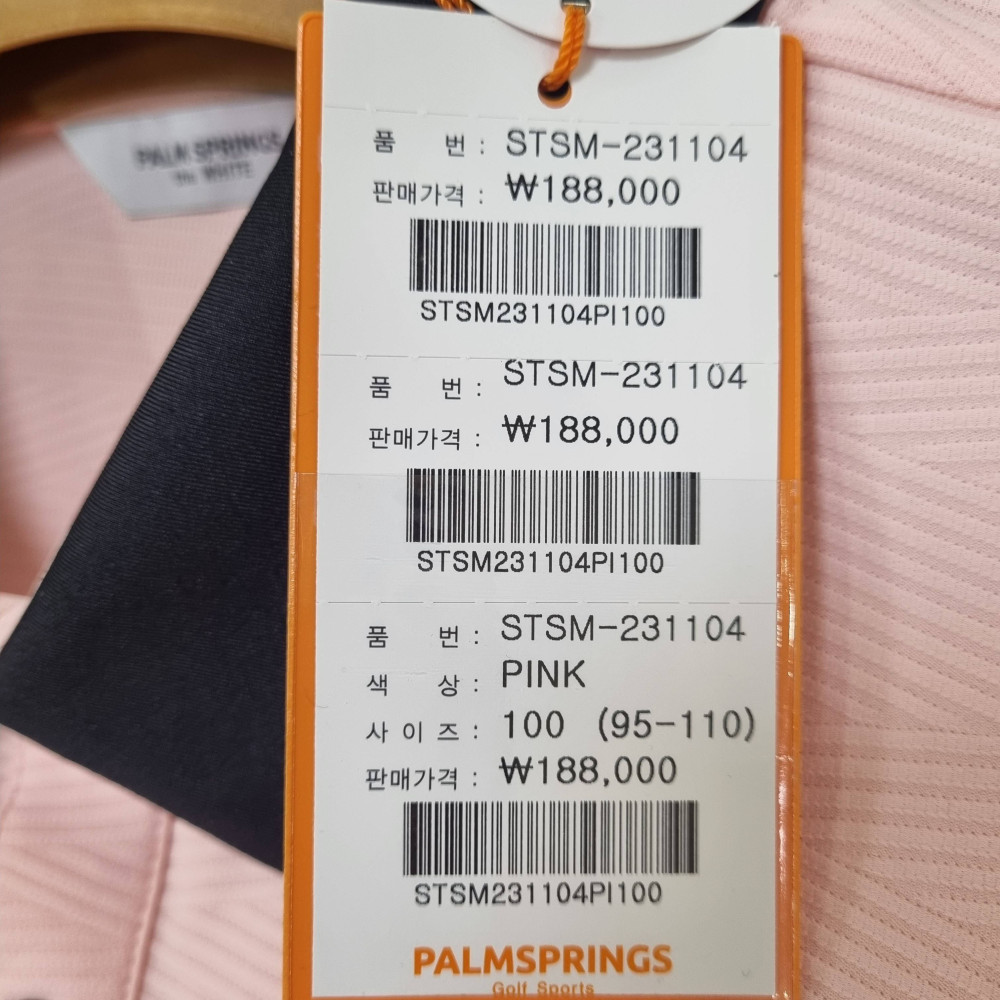 PALM SPRINGS
the WHITE
품 번 : STSM-231104
판매가격 : ₩188,000
STSM231104PI100
품 번 : STSM-231104
판매가격 : ₩188,000
STSM231104PI100
품 번 : STSM-231104
색 상 : PINK
사 이 즈 : 100 (95-110)
판매가격 : ₩188,000
STSM231104PI100
PALMSPRINGS
Golf Sports